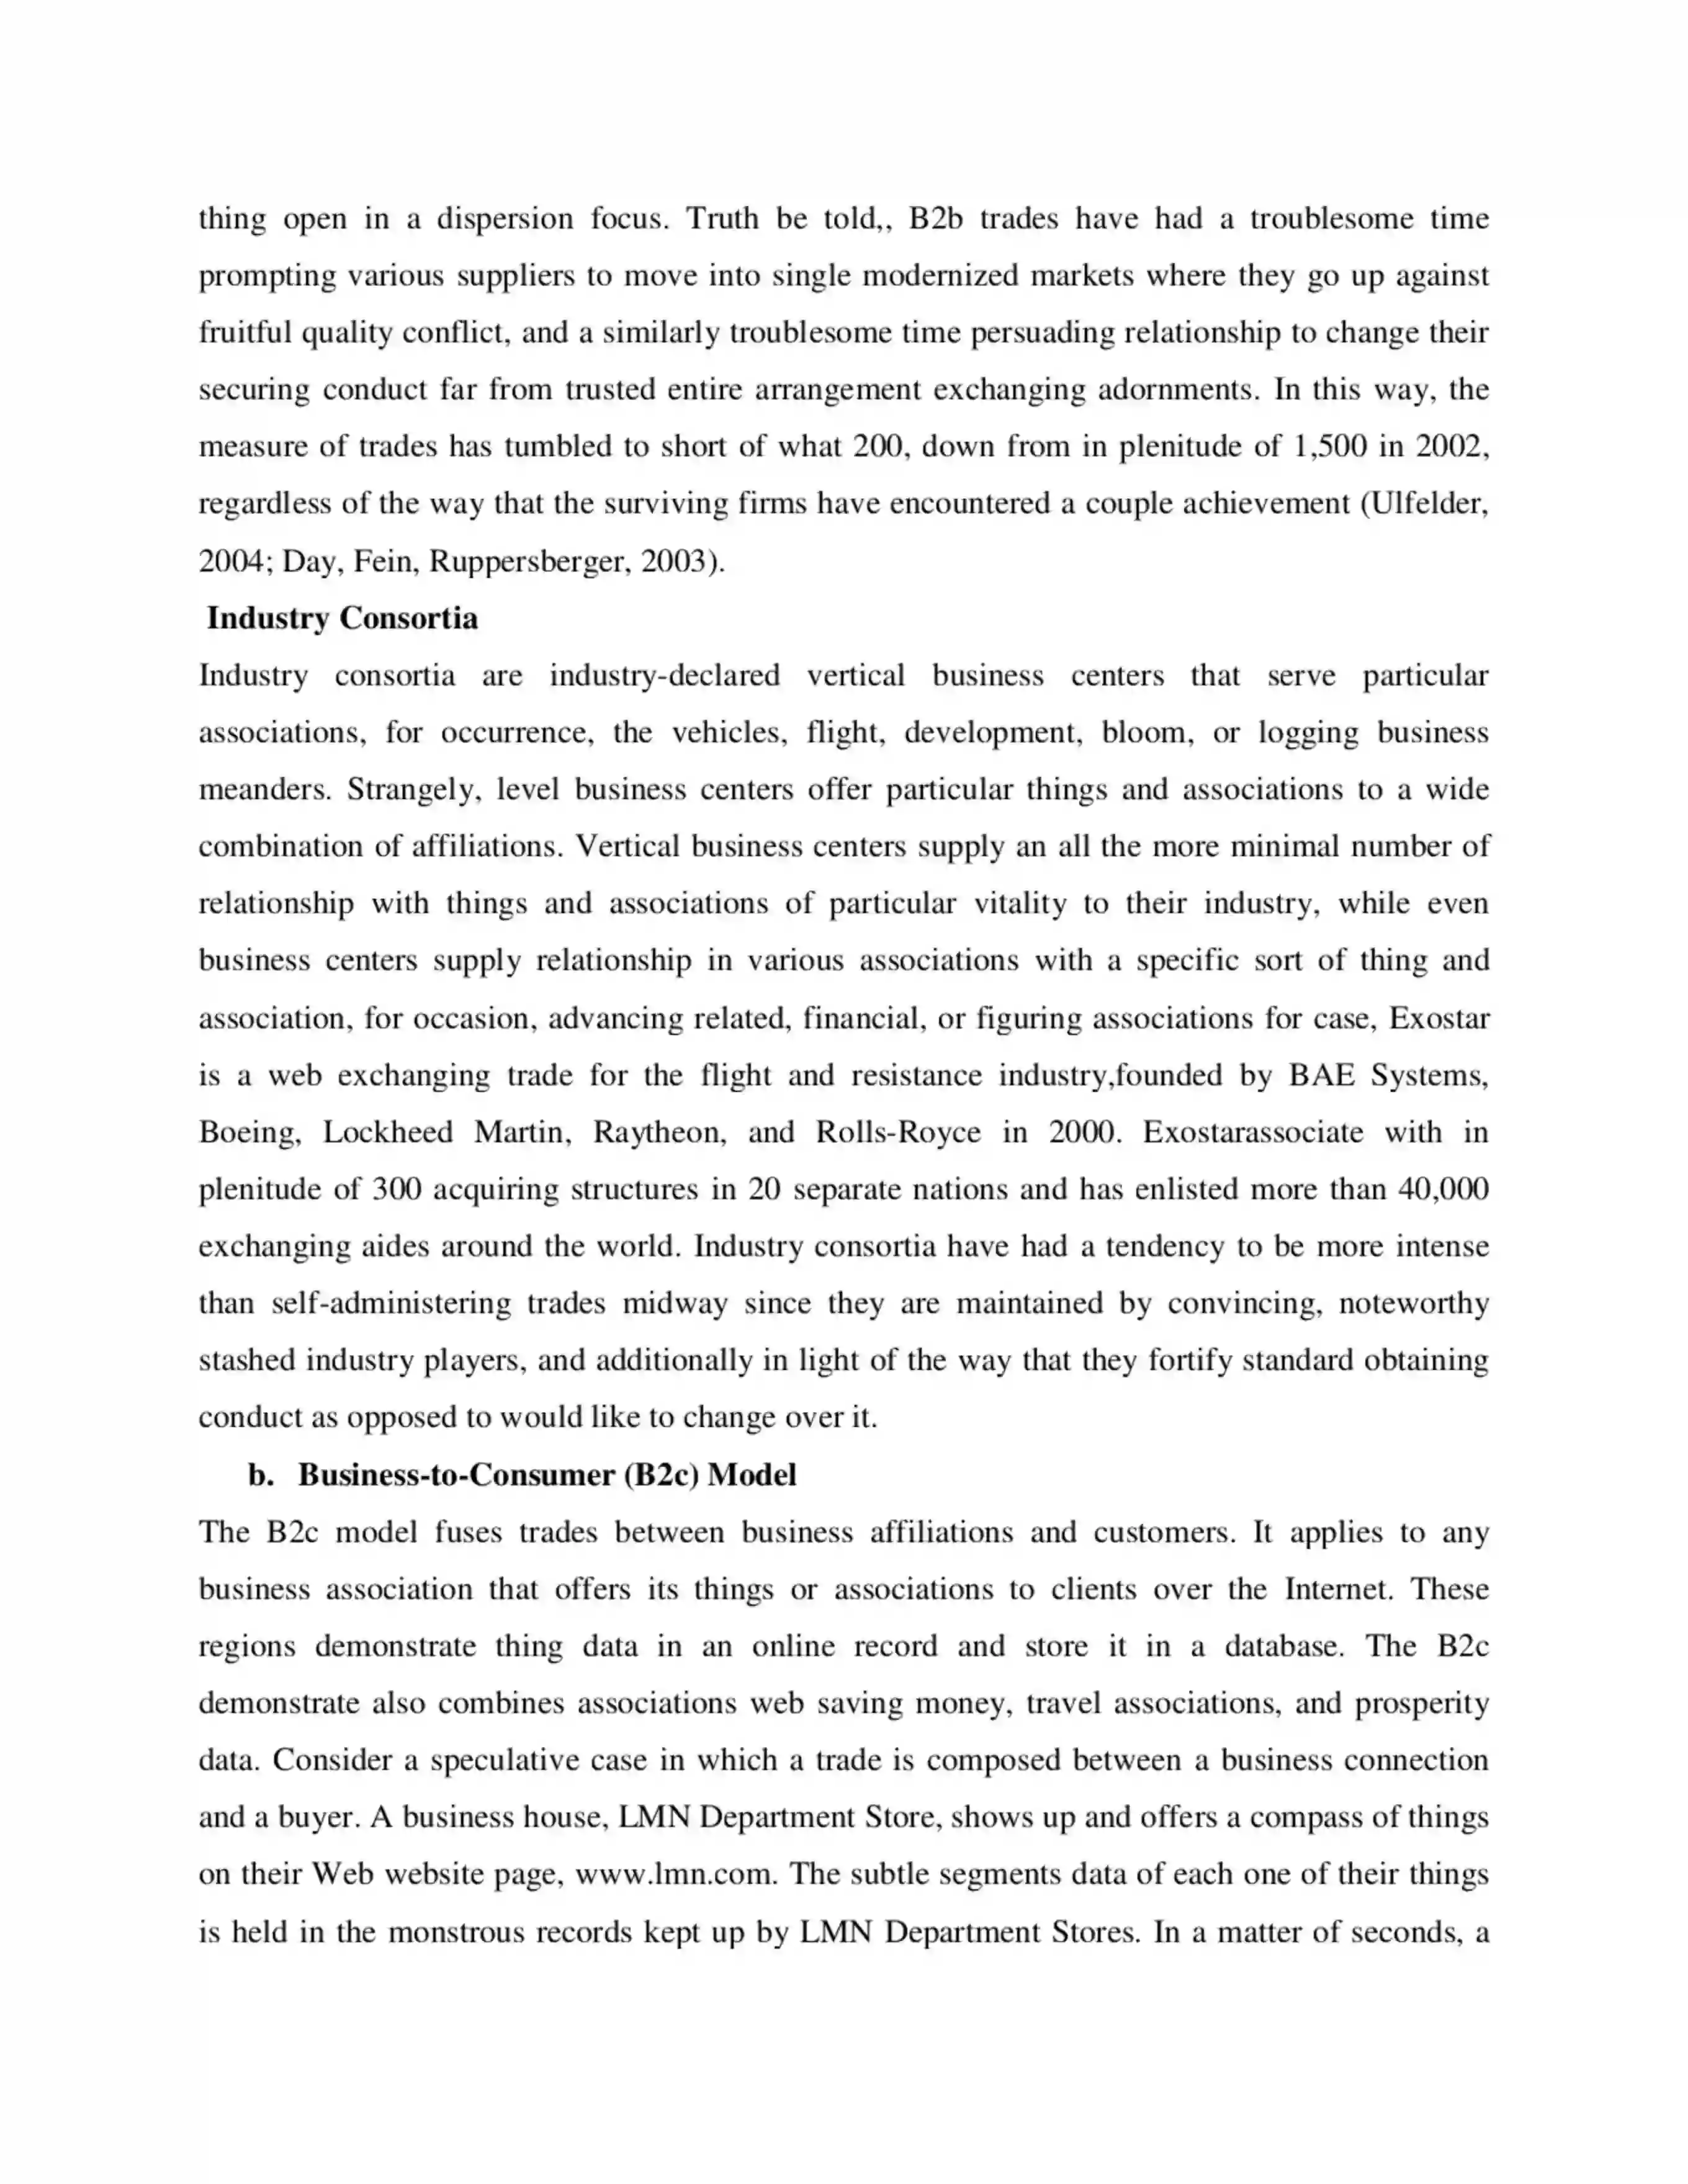 thing open in a dispersion focus. Truth be told,, B2b trades have had a troublesome time
prompting various suppliers to move into single modernized markets where they go up against
fruitful quality conflict, and a similarly troublesome time persuading relationship to change their
securing conduct far from trusted entire arrangement exchanging adornments. In this way, the
measure of trades has tumbled to short of what 200, down from in plenitude of 1,500 in 2002,
regardless of the way that the surviving firms have encountered a couple achievement (Ulfelder,
2004; Day, Fein, Ruppersberger, 2003).
Industry Consortia
Industry consortia are industry-declared vertical business centers that serve particular
associations, for occurrence, the vehicles, flight, development, bloom, or logging business
meanders. Strangely, level business centers offer particular things and associations to a wide
combination of affiliations. Vertical business centers supply an all the more minimal number of
relationship with things and associations of particular vitality to their industry, while even
business centers supply relationship in various associations with a specific sort of thing and
association, for occasion, advancing related, financial, or figuring associations for case, Exostar
is a web exchanging trade for the flight and resistance industry,founded by BAE Systems,
Boeing, Lockheed Martin, Raytheon, and Rolls-Royce in 2000. Exostarassociate with in
plenitude of 300 acquiring structures in 20 separate nations and has enlisted more than 40,000
exchanging aides around the world. Industry consortia have had a tendency to be more intense
than self-administering trades midway since they are maintained by convincing, noteworthy
stashed industry players, and additionally in light of the way that they fortify standard obtaining
conduct as opposed to would like to change over it.
b. Business-to-Consumer (B2c) Model
The B2c model fuses trades between business affiliations and customers. It applies to any
business association that offers its things or associations to clients over the Internet. These
regions demonstrate thing data in an online record and store it in a database. The B2c
demonstrate also combines associations web saving money, travel associations, and prosperity
data. Consider a speculative case in which a trade is composed between a business connection
and a buyer. A business house, LMN Department Store, shows up and offers a compass of things
on their Web website page, www.lmn.com. The subtle segments data of each one of their things
is held in the monstrous records kept up by LMN Department Stores. In a matter of seconds, a